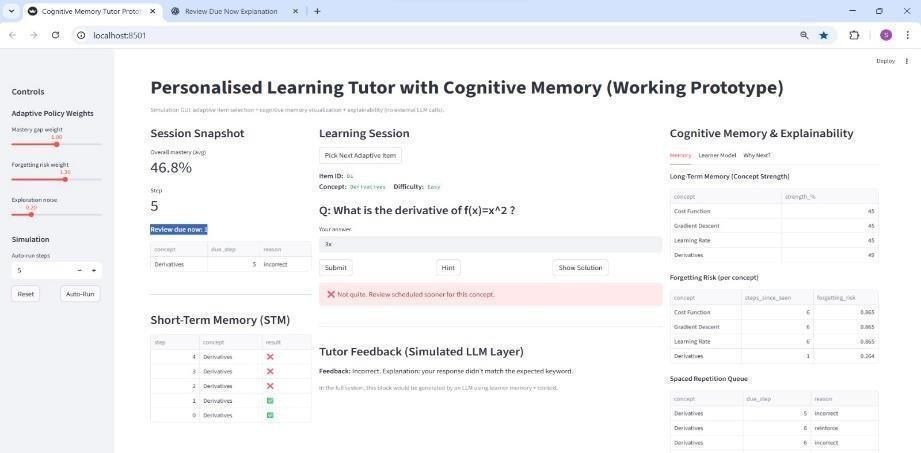 Cognitive Memory Tutor Protot
Review Due Now Explanation
localhost:8501
S
Deploy
Controls
Adaptive Policy Weights
Mastery gap weight
1.00
Forgetting risk weight
1.30
Exploration noise
0.20
Simulation
Auto-run steps
5
Reset
Auto-Run
Personalised Learning Tutor with Cognitive Memory (Working Prototype)
Simulation GUI: adaptive item selection + cognitive memory visualization + explainability (no external LLM calls).
Session Snapshot
Overall mastery (avg)
46.8%
Step
5
Review due now: 1
concept due_step reason
Derivatives 5 incorrect
Short-Term Memory (STM)
step concept result
4 Derivatives ❌
3 Derivatives ❌
2 Derivatives ❌
1 Derivatives ✅
0 Derivatives ✅
Learning Session
Pick Next Adaptive Item
Item ID: D1
Concept: Derivatives Difficulty: Easy
Q: What is the derivative of f(x)=x^2 ?
Your answer
3x
Submit
Hint
Show Solution
❌ Not quite. Review scheduled sooner for this concept.
Tutor Feedback (Simulated LLM Layer)
Feedback: Incorrect. Explanation: your response didn't match the expected keyword.
In the full system, this block would be generated by an LLM using learner memory + context.
Cognitive Memory & Explainability
Memory Learner Model Why Next?
Long-Term Memory (Concept Strength)
concept strength_%
Cost Function 45
Gradient Descent 45
Learning Rate 45
Derivatives 49
Forgetting Risk (per concept)
concept steps_since_seen forgetting_risk
Cost Function 6 0.865
Gradient Descent 6 0.865
Learning Rate 6 0.865
Derivatives 1 0.264
Spaced Repetition Queue
concept due_step reason
Derivatives 5 incorrect
Derivatives 6 reinforce
Derivatives 6 incorrect